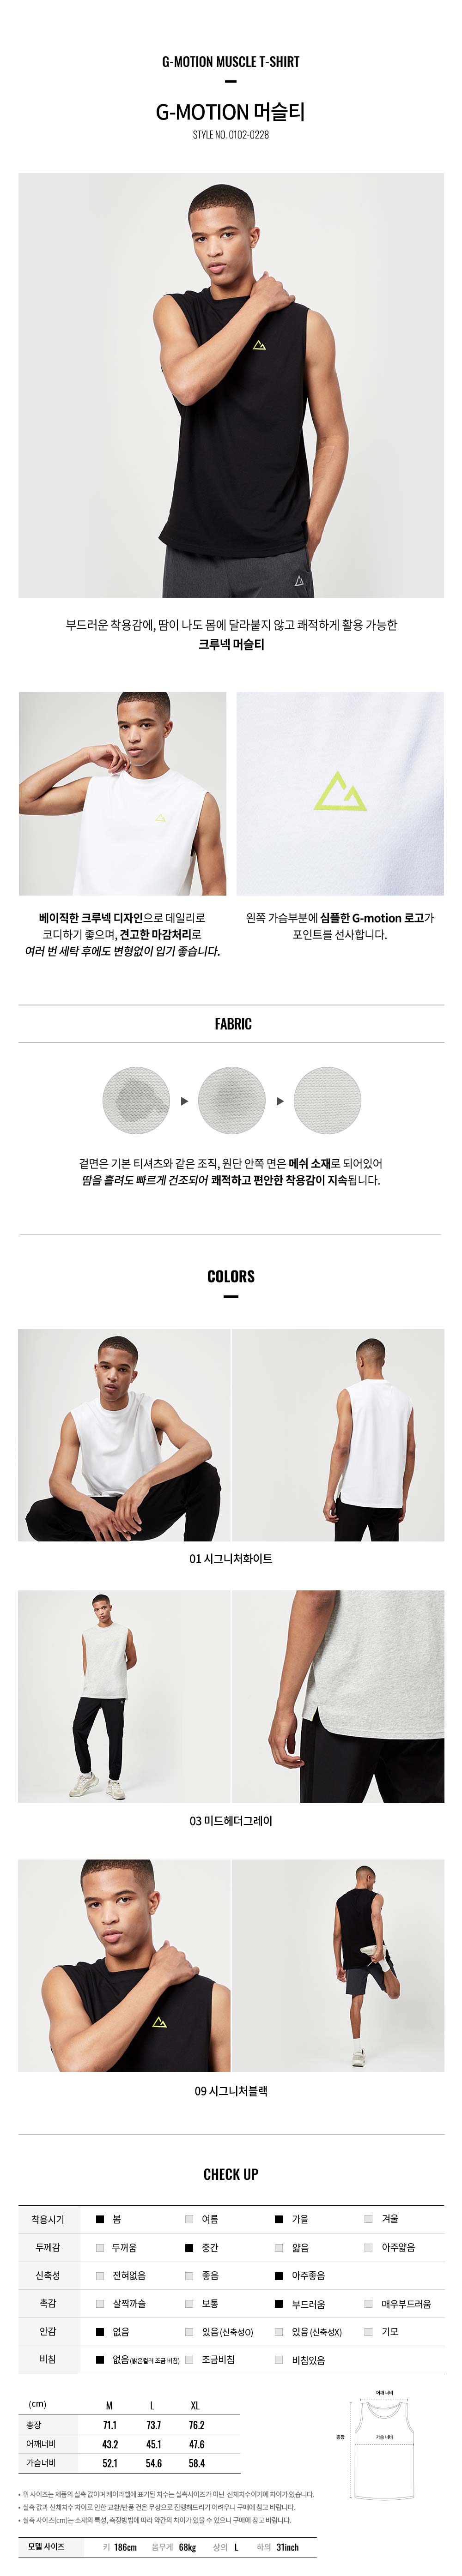 G-MOTION MUSCLE T-SHIRT
G-MOTION 머슬티
STYLE NO. 0102-0228
부드러운 착용감에, 땀이 나도 몸에 달라붙지 않고 쾌적하게 활용 가능한
크루넥 머슬티
베이직한 크루넥 디자인으로 데일리로
코디하기 좋으며, 견고한 마감처리로
여러 번 세탁 후에도 변형없이 입기 좋습니다.
왼쪽 가슴부분에 심플한 G-motion 로고가
포인트를 선사합니다.
FABRIC
겉면은 기본 티셔츠와 같은 조직, 원단 안쪽 면은 메쉬 소재로 되어있어
땀을 흘려도 빠르게 건조되어 쾌적하고 편안한 착용감이 지속됩니다.
COLORS
01 시그니처화이트
03 미드헤더그레이
09 시그니처블랙
CHECK UP
착용시기 봄 여름 가을 겨울
두께감 두꺼움 중간 얇음 아주얇음
신축성 전혀없음 좋음 아주좋음
촉감 살짝까슬 보통 부드러움 매우부드러움
안감 없음 있음 (신축성O) 있음 (신축성X) 기모
비침 없음 (밝은컬러 조금 비침) 조금비침 비침있음
(cm) M L XL
총장 71.1 73.7 76.2
어깨너비 43.2 45.1 47.6
가슴너비 52.1 54.6 58.4
어깨 너비
총장
가슴 너비
• 위 사이즈는 제품의 실측 값이며 케어라벨에 표기된 치수는 실측사이즈가 아닌 신체치수이기에 차이가 있습니다.
• 실측 값과 신체치수 차이로 인한 교환/반품 건은 무상으로 진행해드리기 어려우니 구매에 참고 바랍니다.
• 실측 사이즈(cm)는 소재의 특성, 측정방법에 따라 약간의 차이가 있을 수 있으니 구매에 참고 바랍니다.
모델 사이즈 키 186cm 몸무게 68kg 상의 L 하의 31inch